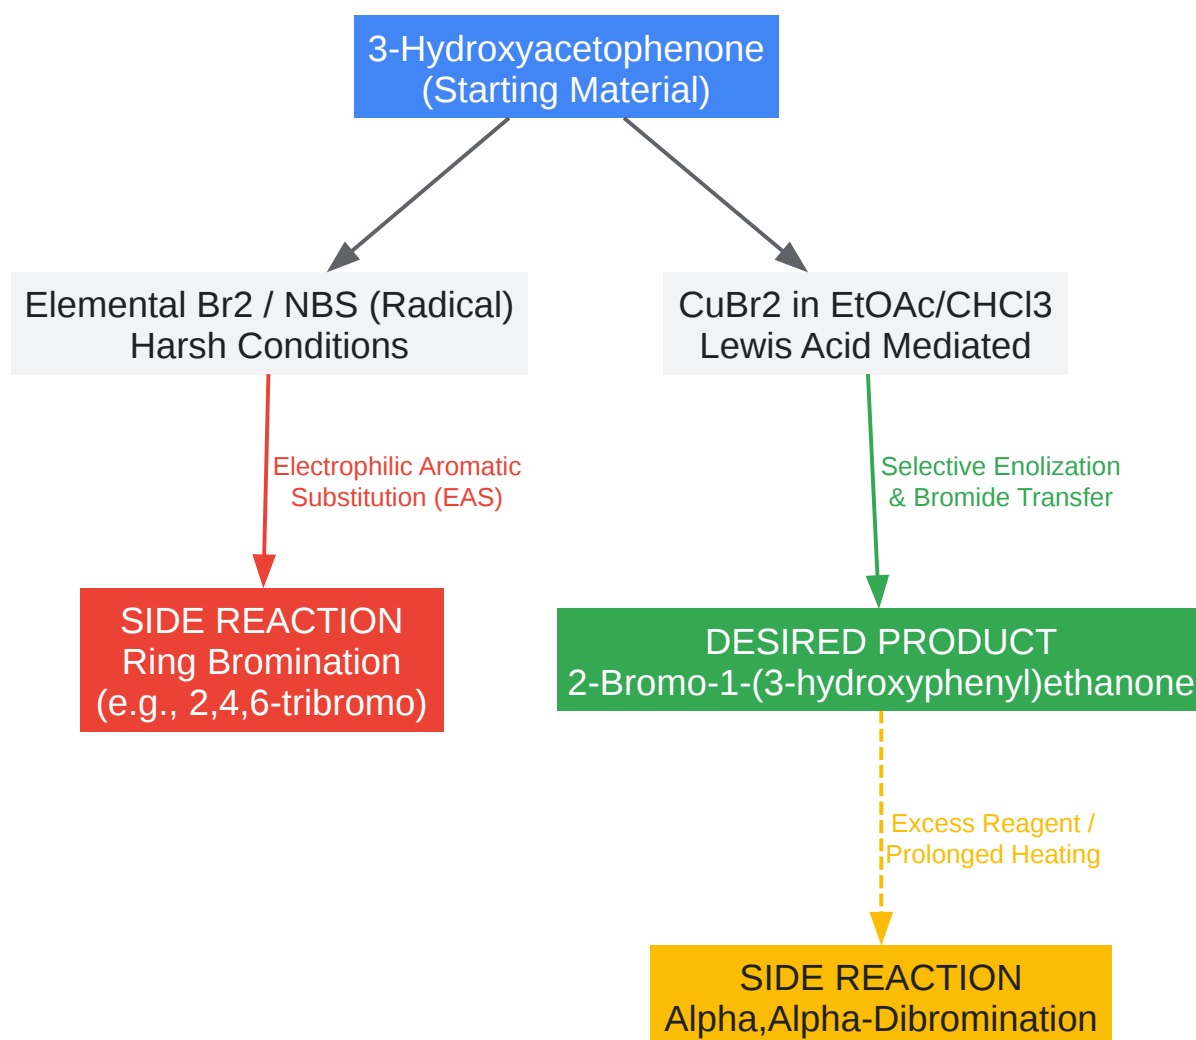 3-Hydroxyacetophenone
(Starting Material)
Elemental Br2 / NBS (Radical)
Harsh Conditions
CuBr2 in EtOAc/CHCl3
Lewis Acid Mediated
Electrophilic Aromatic
Substitution (EAS)
Selective Enolization
& Bromide Transfer
SIDE REACTION
Ring Bromination
(e.g., 2,4,6-tribromo)
DESIRED PRODUCT
2-Bromo-1-(3-hydroxyphenyl)ethanone
Excess Reagent /
Prolonged Heating
SIDE REACTION
Alpha,Alpha-Dibromination